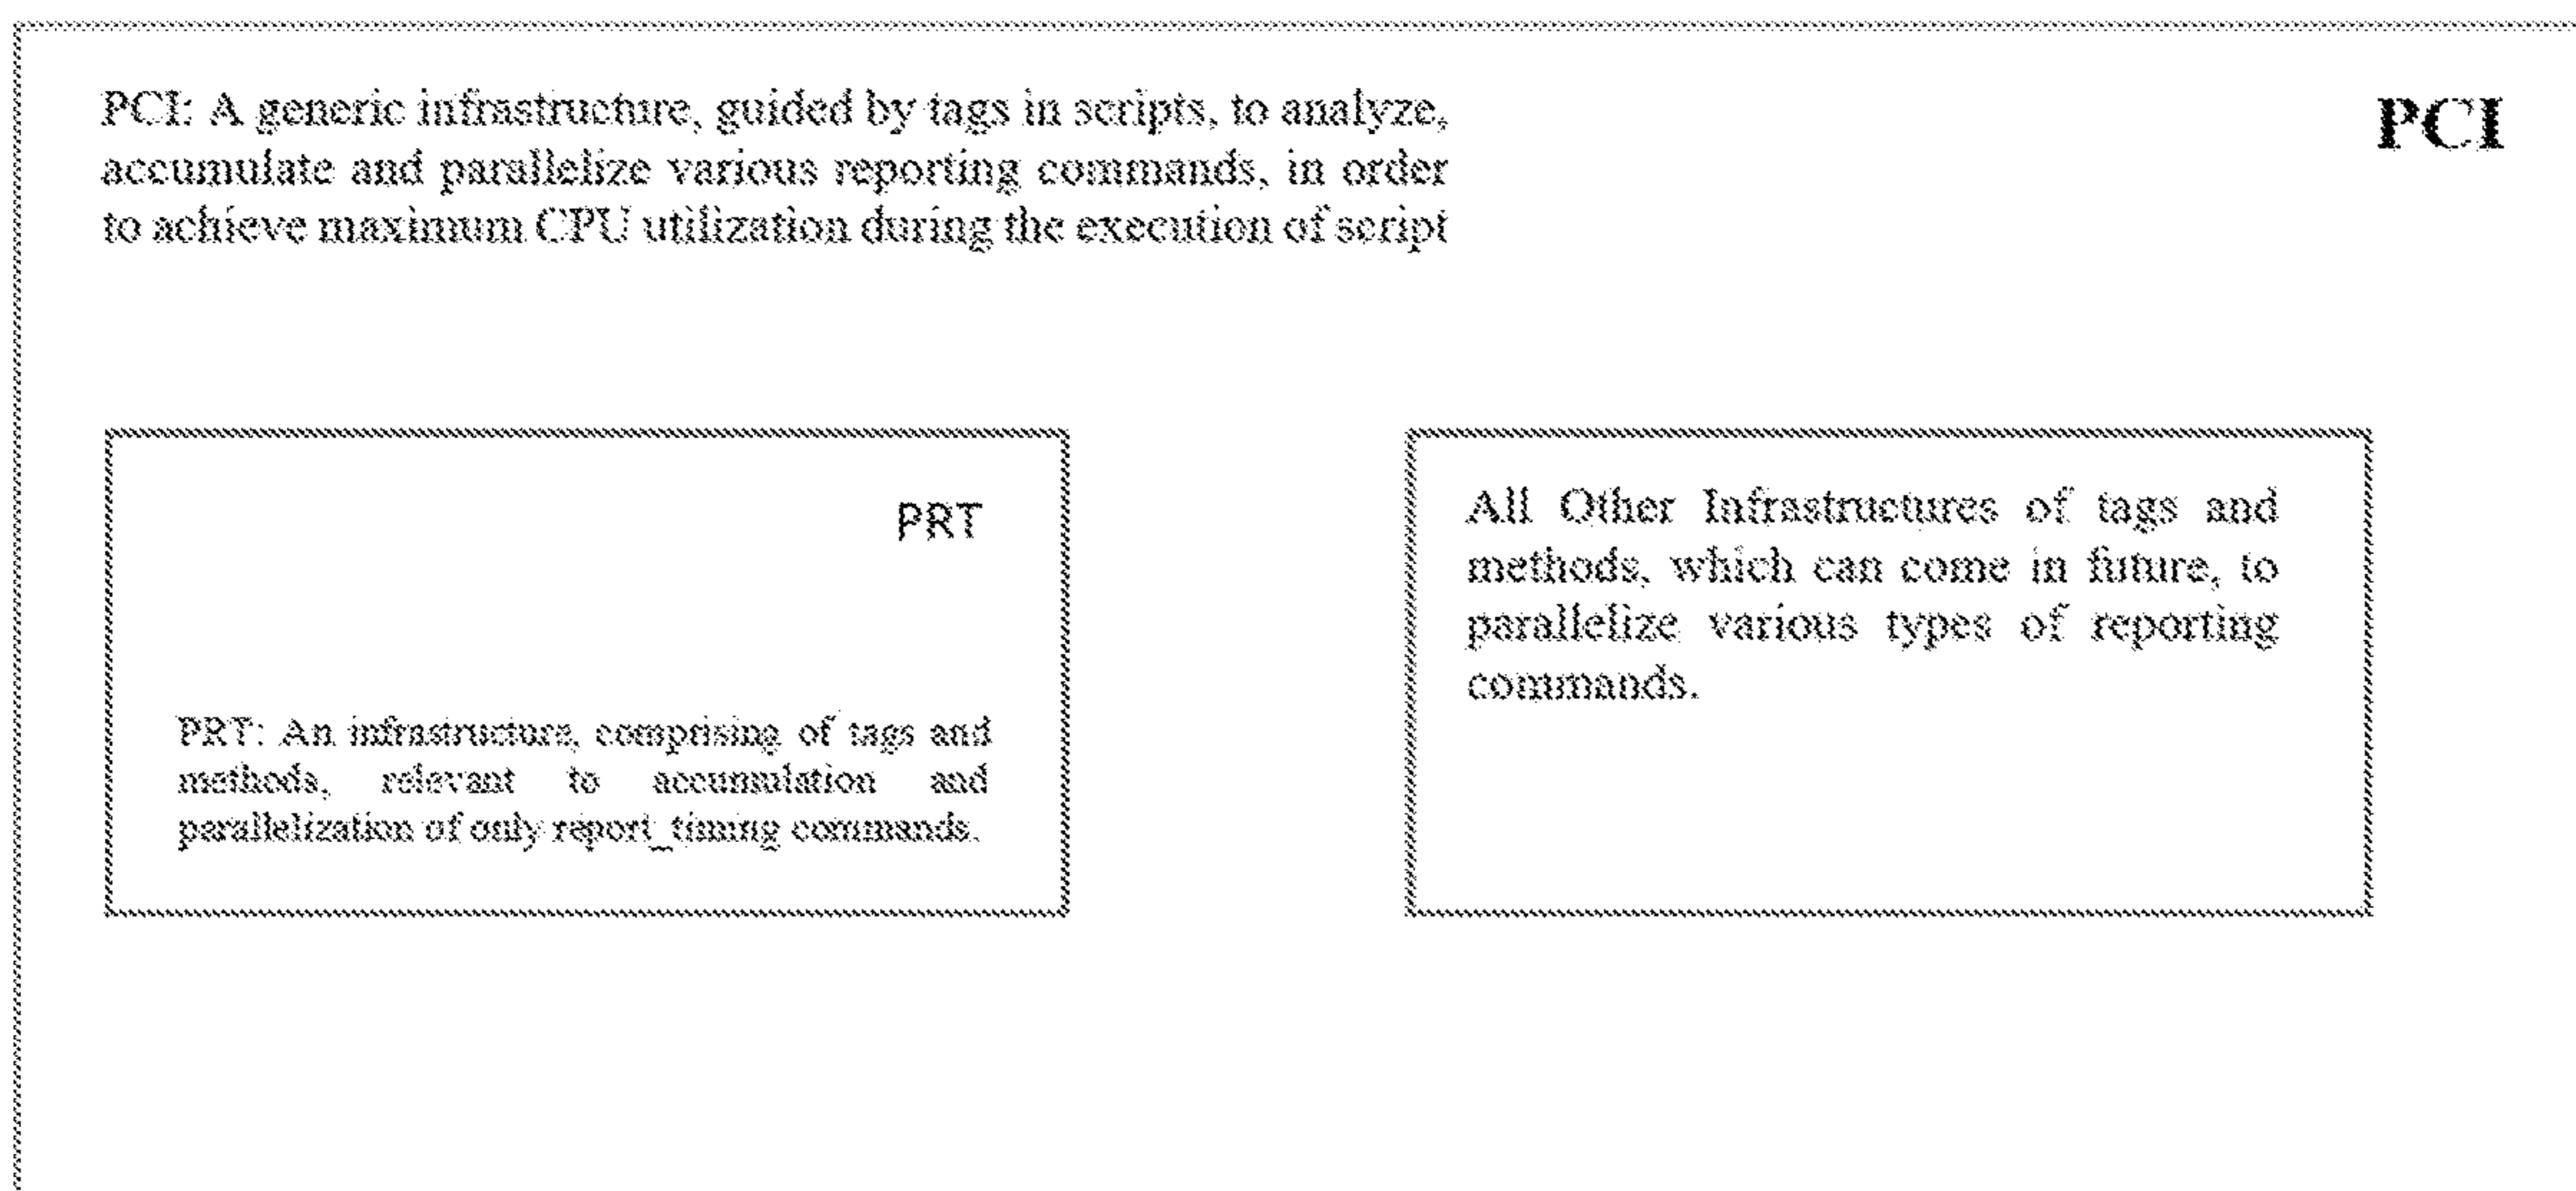 PCI: A generic infrastructure, guided by tags in scripts, to analyze,
accumulate and parallelize various reporting commands, in order
to achieve maximum CPU utilization during the execution of script
PCI
PRT
PRT: An infrastructure, comprising of tags and
methods, relevant to accumulation and
parallelization of only report_timing commands.
All Other Infrastructures of tags and
methods, which can come in future, to
parallelize various types of reporting
commands.